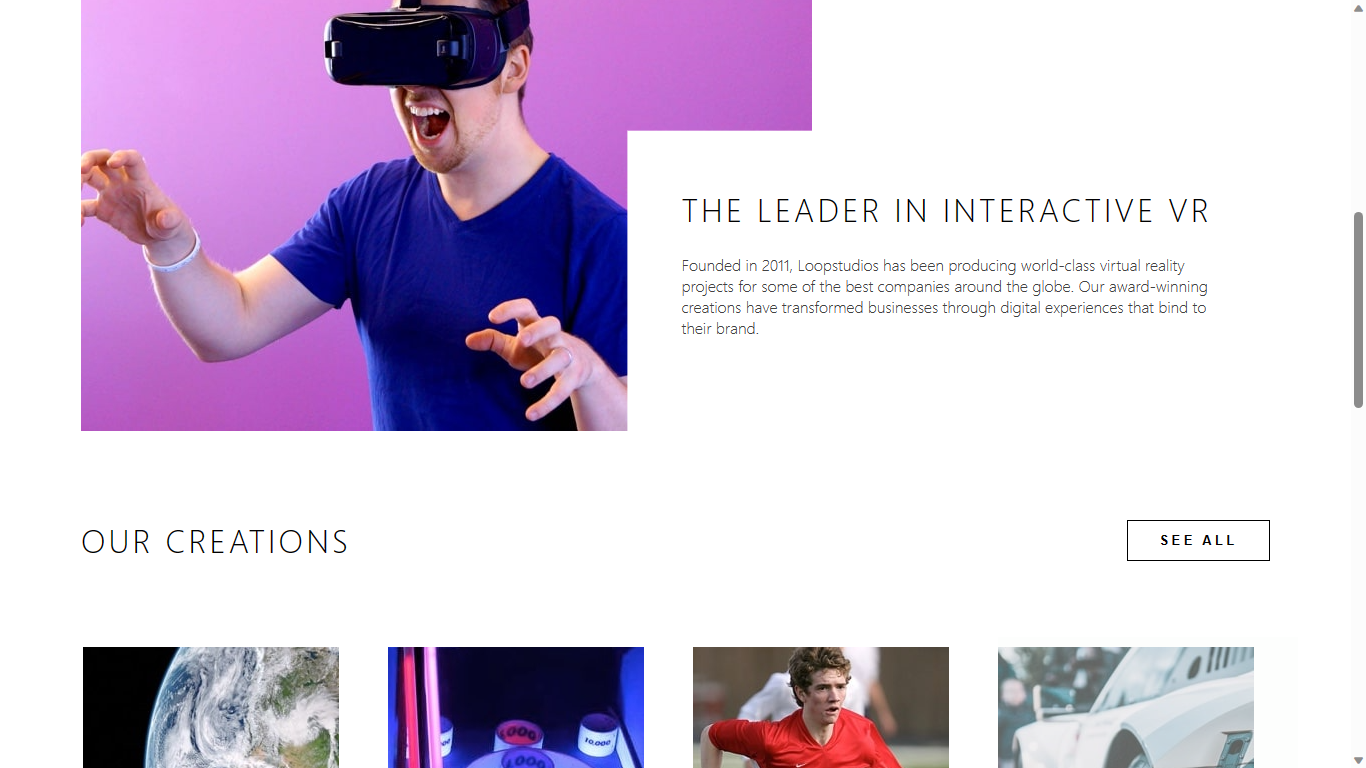 THE LEADER IN INTERACTIVE VR
Founded in 2011, Loopstudios has been producing world-class virtual reality
projects for some of the best companies around the globe. Our award-winning
creations have transformed businesses through digital experiences that bind to
their brand.
OUR CREATIONS
SEE ALL
10,000